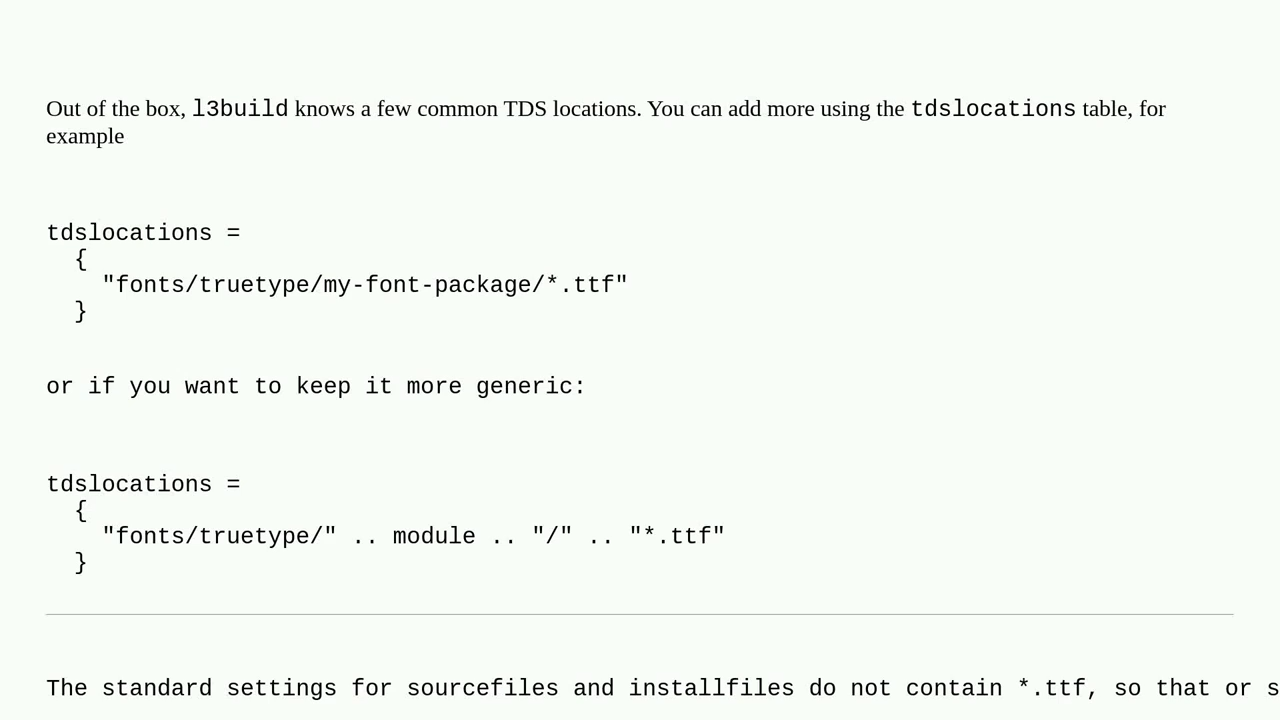 Out of the box, l3build knows a few common TDS locations. You can add more using the tdslocations table, for
example
tdslocations =
  {
    "fonts/truetype/my-font-package/*.ttf"
  }
or if you want to keep it more generic:
tdslocations =
  {
    "fonts/truetype/" .. module .. "/" .. "*.ttf"
  }
The standard settings for sourcefiles and installfiles do not contain *.ttf, so that or s